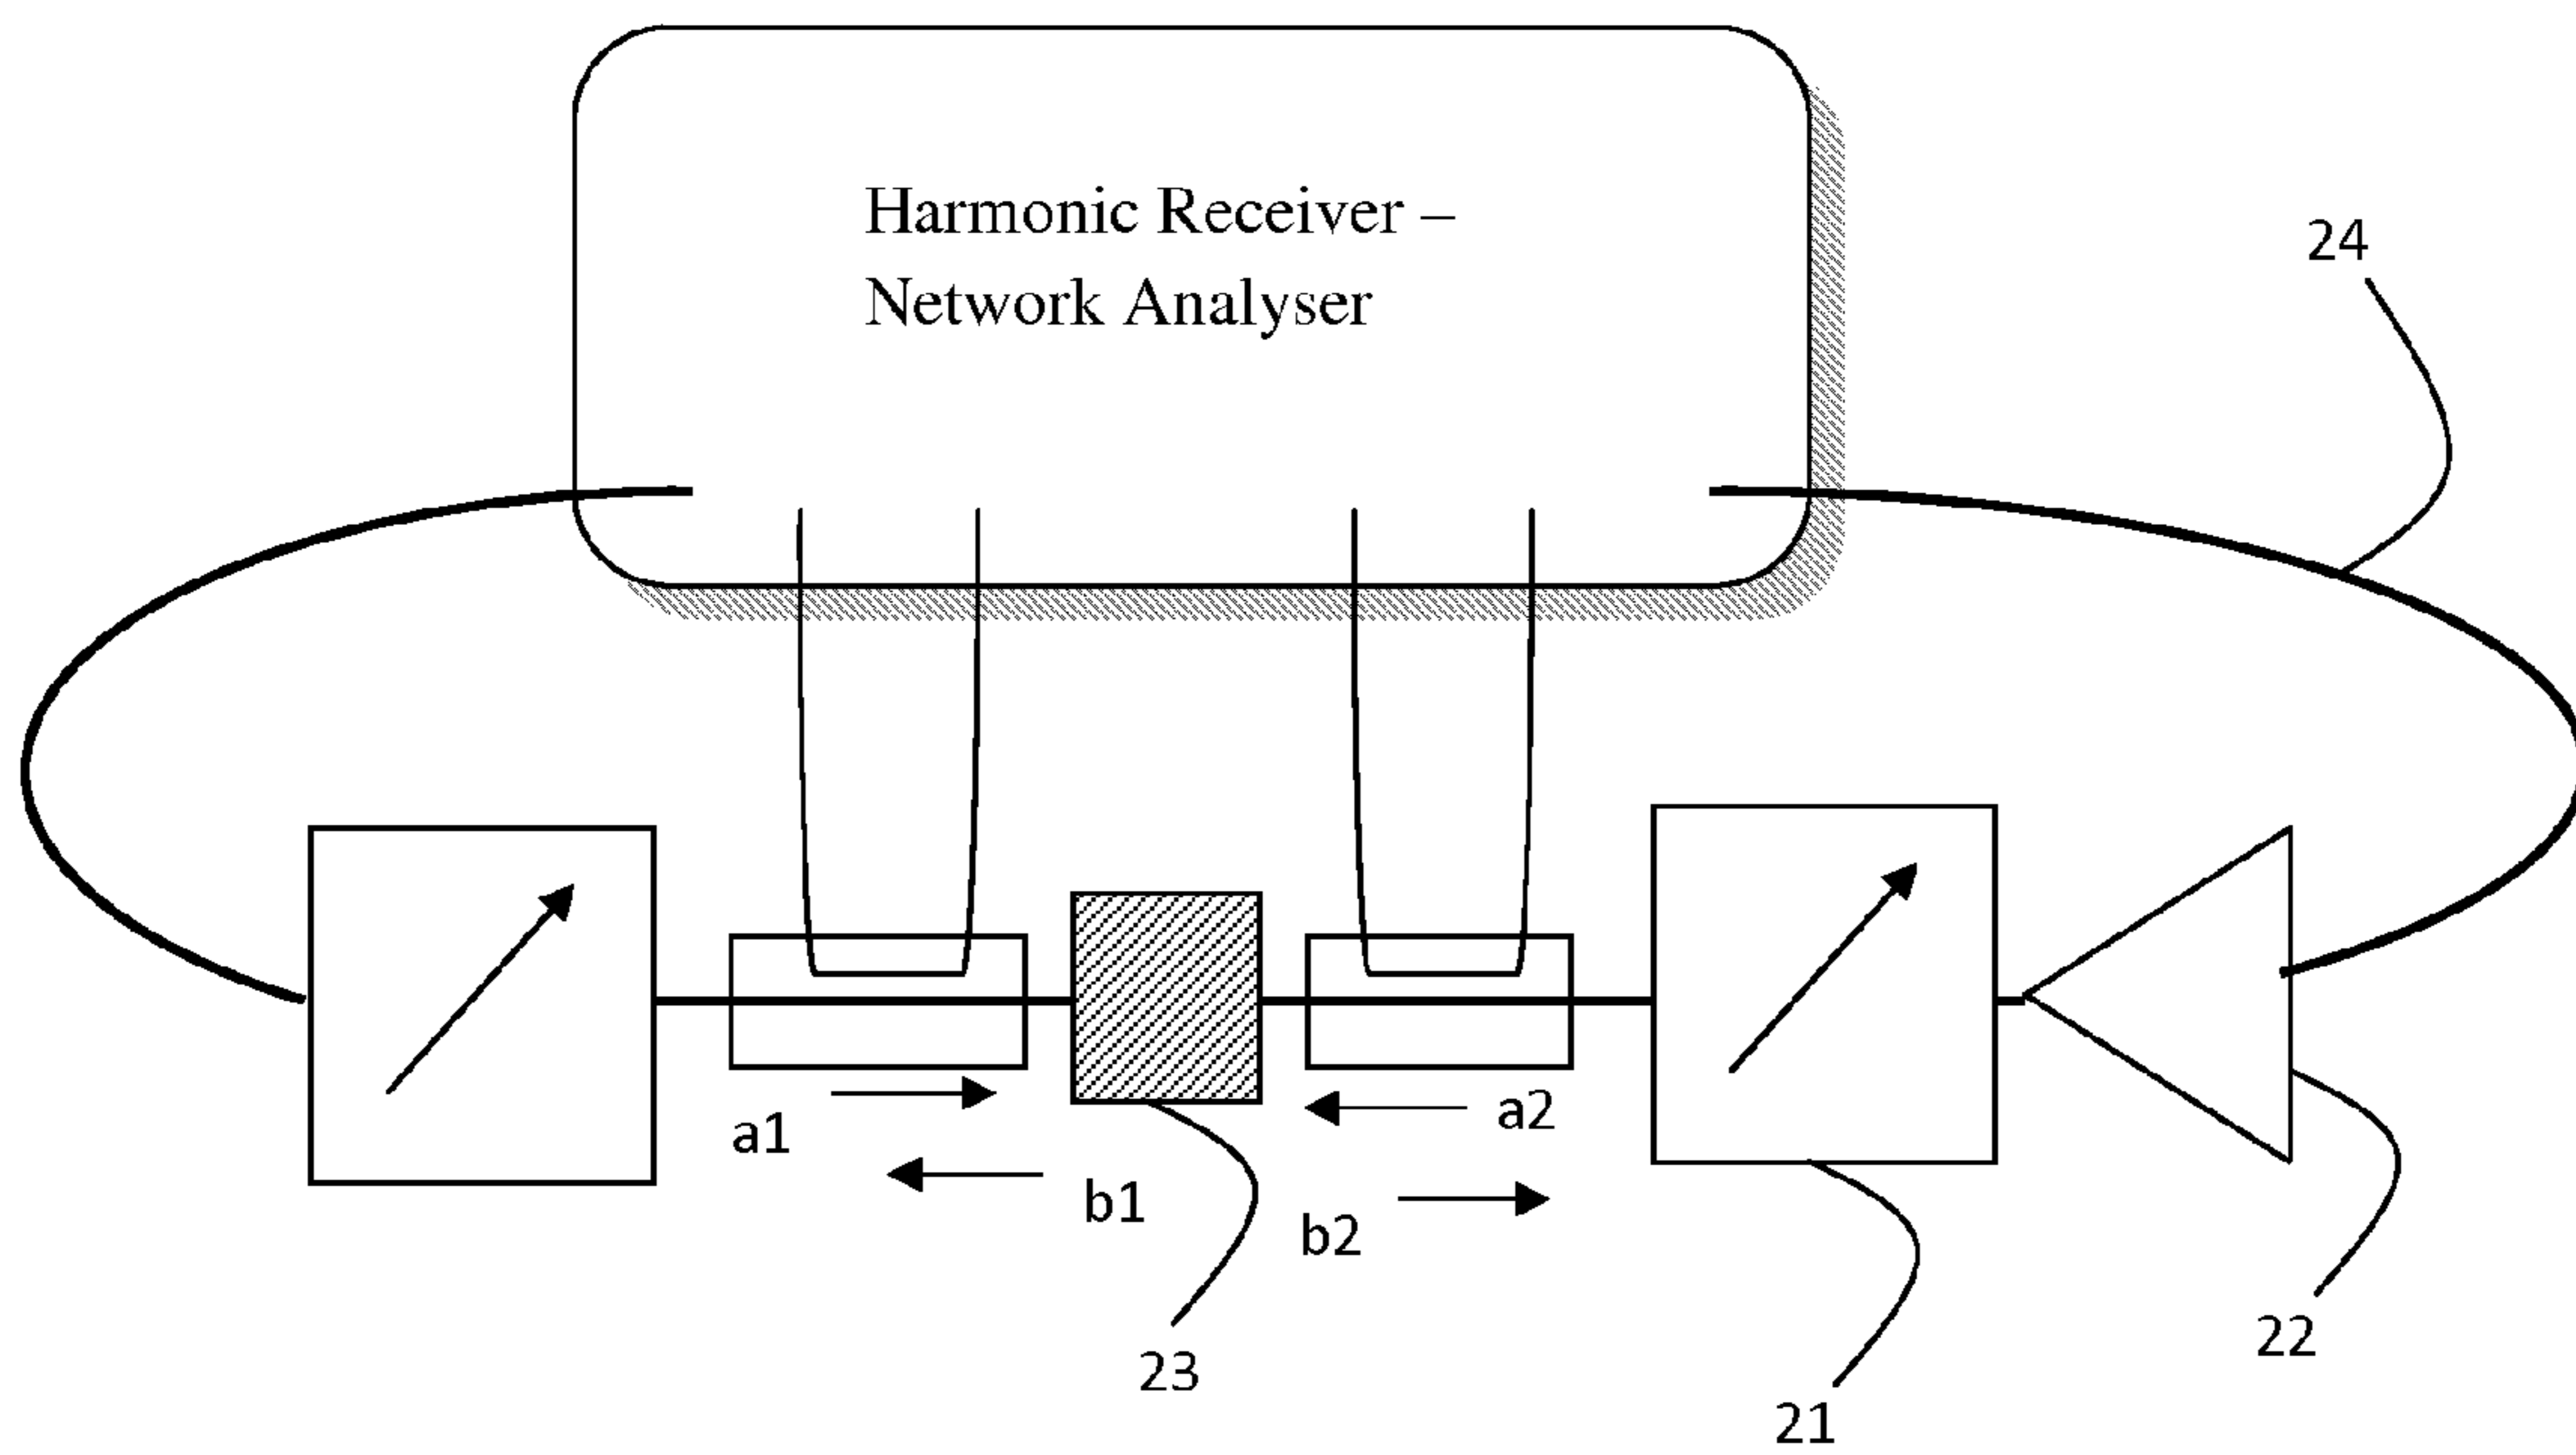 Harmonic Receiver –
Network Analyser
24
a1
a2
b1
b2
23
22
21